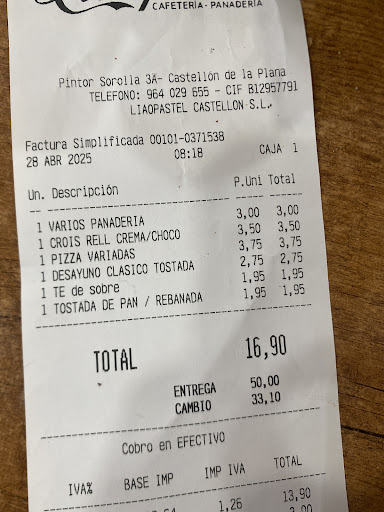 CAFETERÍA - PANADERÍA
Pintor Sorolla 3A- Castellón de la Plana
TELEFONO: 964 029 655 - CIF B12957791
LIAOPASTEL CASTELLON S.L.
Factura Simplificada 00101-0371538
28 ABR 2025 08:18 CAJA 1
Un. Descripción P.Uni Total
1 VARIOS PANADERIA 3,00 3,00
1 CROIS RELL CREMA/CHOCO 3,50 3,50
1 PIZZA VARIADAS 3,75 3,75
1 DESAYUNO CLASICO TOSTADA 2,75 2,75
1 TE de sobre 1,95 1,95
1 TOSTADA DE PAN / REBANADA 1,95 1,95
TOTAL 16,90
ENTREGA 50,00
CAMBIO 33,10
Cobro en EFECTIVO
IVA% BASE IMP IMP IVA TOTAL
1,26 13,90